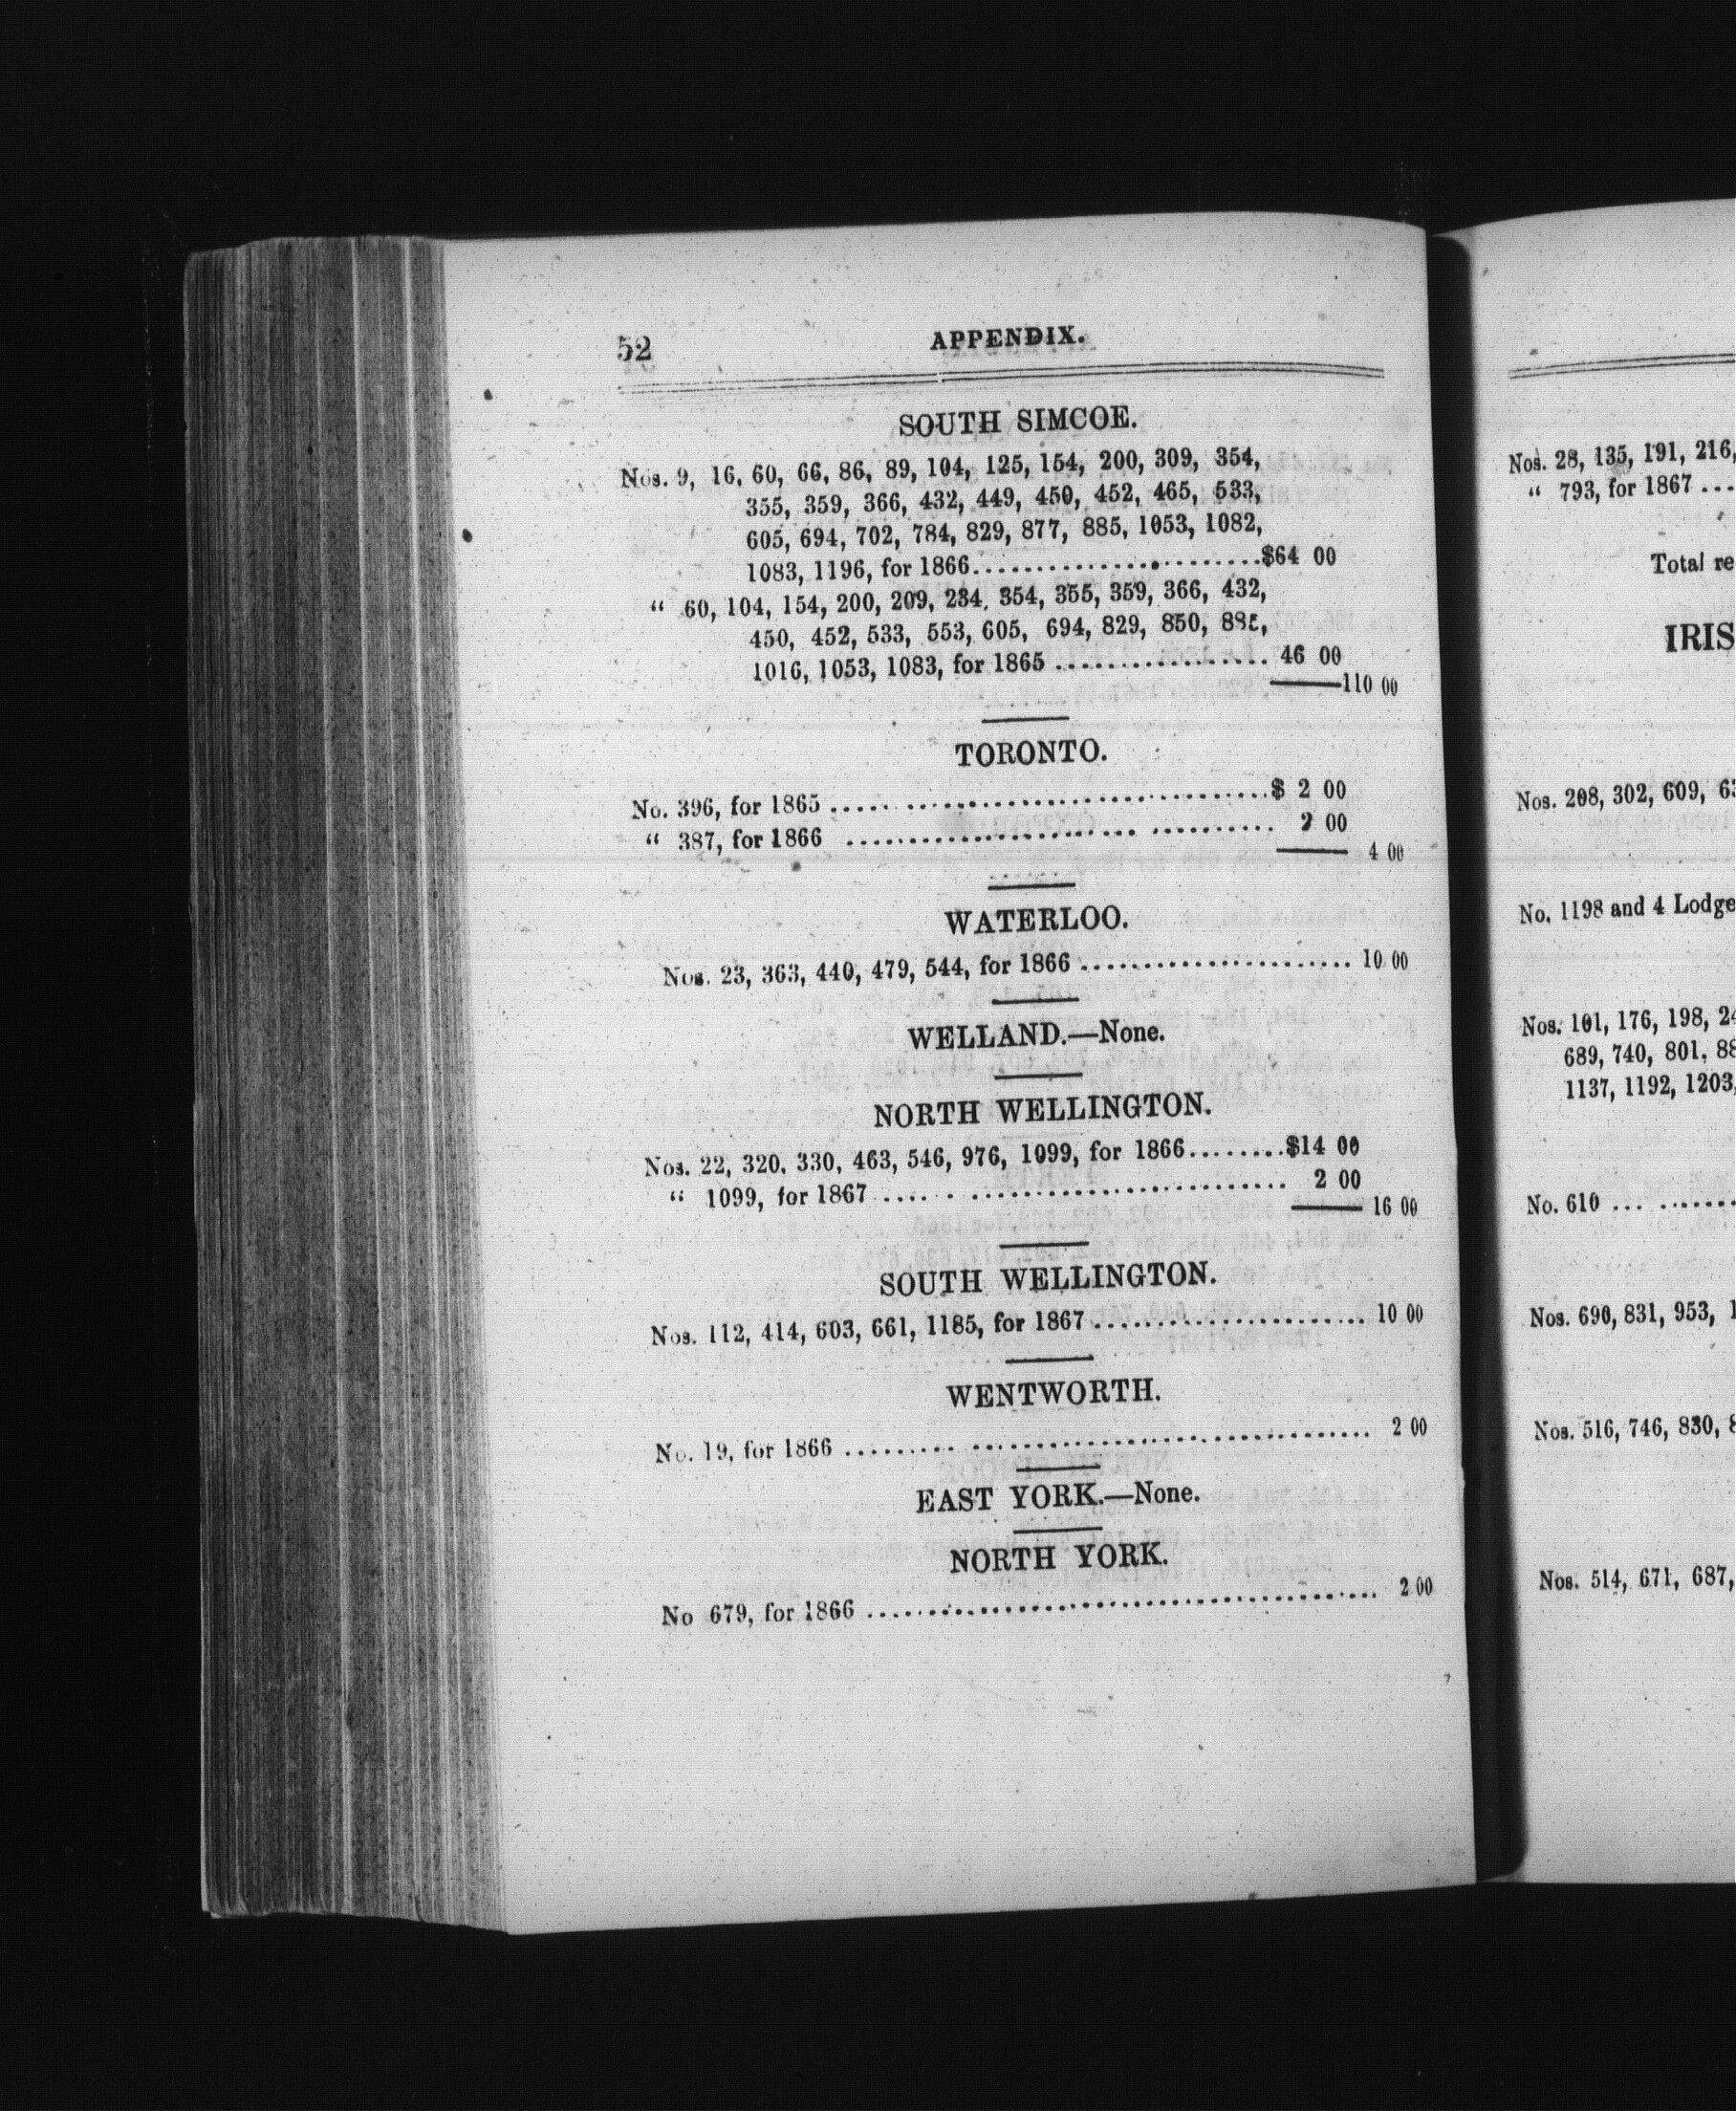 52
APPENDIX.
SOUTH SIMCOE.
Nos. 9, 16, 60, 66, 86, 89, 104, 125, 154, 200, 309, 354,
355, 359, 366, 432, 449, 450, 452, 465, 533,
605, 694, 702, 784, 829, 877, 885, 1053, 1082,
1083, 1196, for 1866........................$64 00
" 60, 104, 154, 200, 209, 234, 354, 355, 359, 366, 432,
450, 452, 533, 553, 605, 694, 829, 850, 885,
1016, 1053, 1083, for 1865 ................. 46 00
110 00
TORONTO.
No. 396, for 1865 ..................................$ 2 00
" 387, for 1866 .................................. 2 00
4 00
WATERLOO.
Nos. 23, 363, 440, 479, 544, for 1866 ...................... 10 00
WELLAND.—None.
NORTH WELLINGTON.
Nos. 22, 320, 330, 463, 546, 976, 1099, for 1866........$14 00
" 1099, for 1867 ................................ 2 00
16 00
SOUTH WELLINGTON.
Nos. 112, 414, 603, 661, 1185, for 1867...................... 10 00
WENTWORTH.
No. 19, for 1866 .......................................... 2 00
EAST YORK.—None.
NORTH YORK.
No 679, for 1866 ......................................... 2 00
Nos. 28, 135, 191, 216,
" 793, for 1867 ...
Total re
IRIS
Nos. 208, 302, 609, 63
No. 1198 and 4 Lodge
Nos. 101, 176, 198, 24
689, 740, 801, 88
1137, 1192, 1203,
No. 610 ... .......
Nos. 690, 831, 953, 1
Nos. 516, 746, 830, 8
Nos. 514, 671, 687,